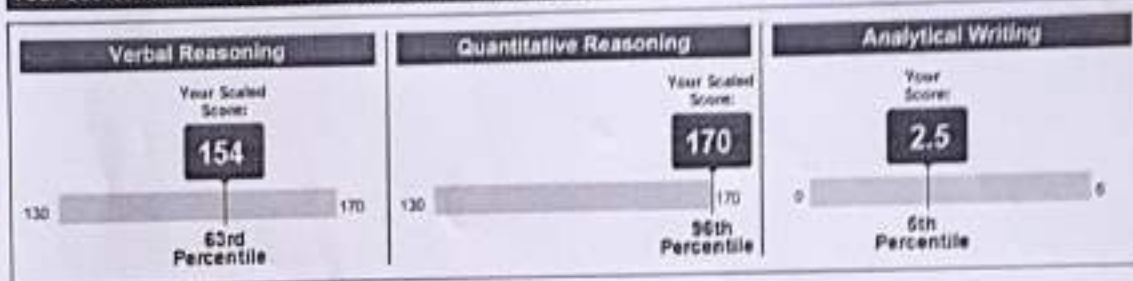 Verbal Reasoning
Your Scaled
Score:
154
130
170
63rd
Percentile
Quantitative Reasoning
Your Scaled
Score:
170
130
170
96th
Percentile
Analytical Writing
Your
Score:
2.5
0
6
6th
Percentile